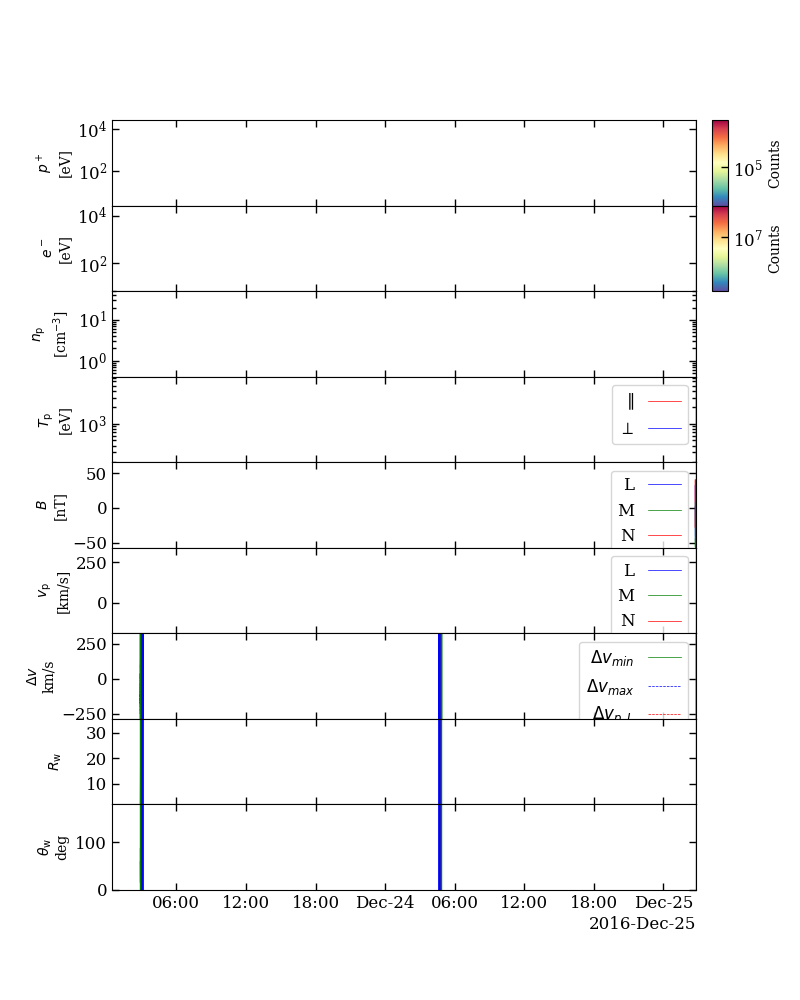 10⁴
10²
p⁺
[eV]
10⁵
Counts
10⁴
10²
e⁻
[eV]
10⁷
Counts
10¹
10⁰
nₚ
[cm⁻³]
10³
Tₚ
[eV]
∥
⊥
50
0
−50
B
[nT]
L
M
N
250
0
vₚ
[km/s]
L
M
N
250
0
−250
Δv
km/s
Δv_min
Δv_max
30
20
10
R_w
100
0
θ_w
deg
06:00 12:00 18:00 Dec-24 06:00 12:00 18:00 Dec-25
2016-Dec-25